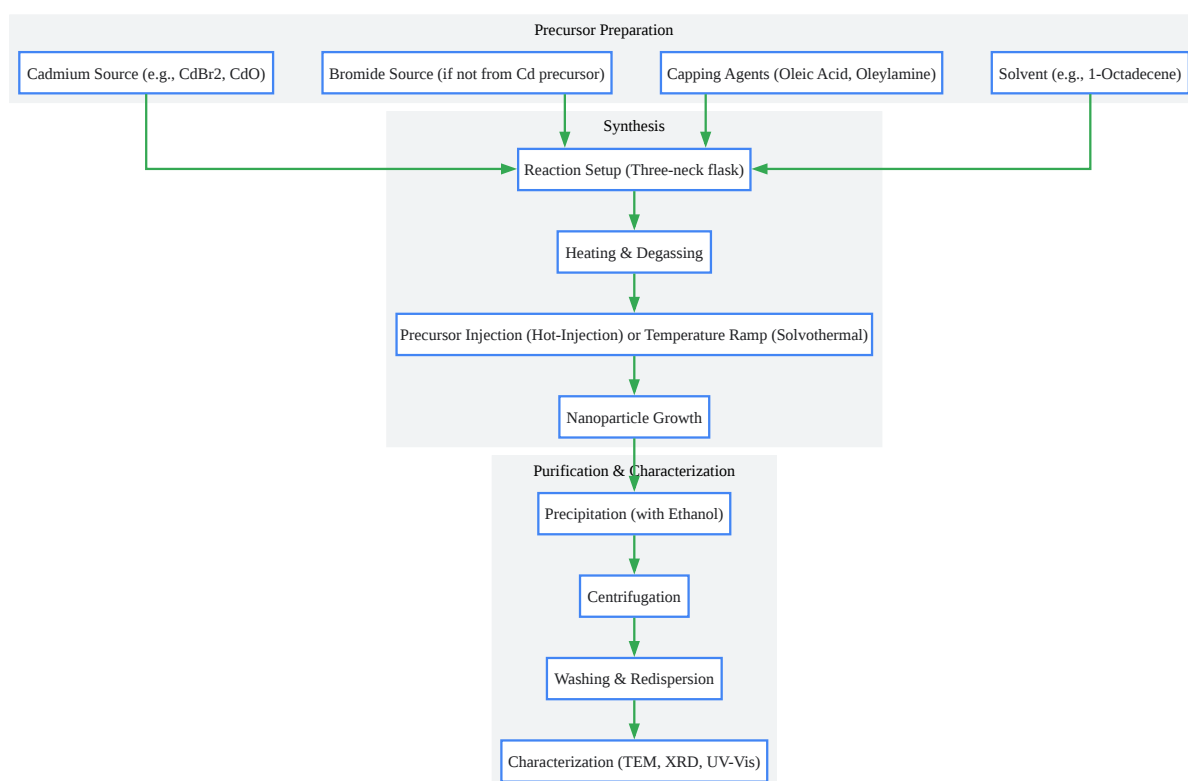 Precursor Preparation
Cadmium Source (e.g., CdBr2, CdO)
Bromide Source (if not from Cd precursor)
Capping Agents (Oleic Acid, Oleylamine)
Solvent (e.g., 1-Octadecene)
Synthesis
Reaction Setup (Three-neck flask)
Heating & Degassing
Precursor Injection (Hot-Injection) or Temperature Ramp (Solvothermal)
Nanoparticle Growth
Purification & Characterization
Precipitation (with Ethanol)
Centrifugation
Washing & Redispersion
Characterization (TEM, XRD, UV-Vis)